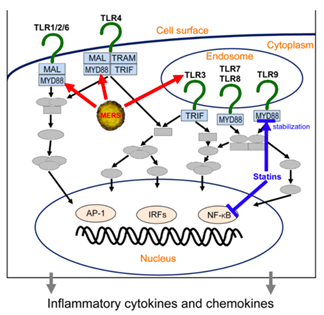 TLR4
TLR1/2/6
Cell surface
Cytoplasm
Endosome
MAL
MYD88
MAL TRAM
MYD88 TRIF
TLR3
TLR7
TLR8
TLR9
MERS
TRIF
MYD88
MYD88
stabilization
Statins
AP-1
IRFs
NF-κB
Nucleus
Inflammatory cytokines and chemokines